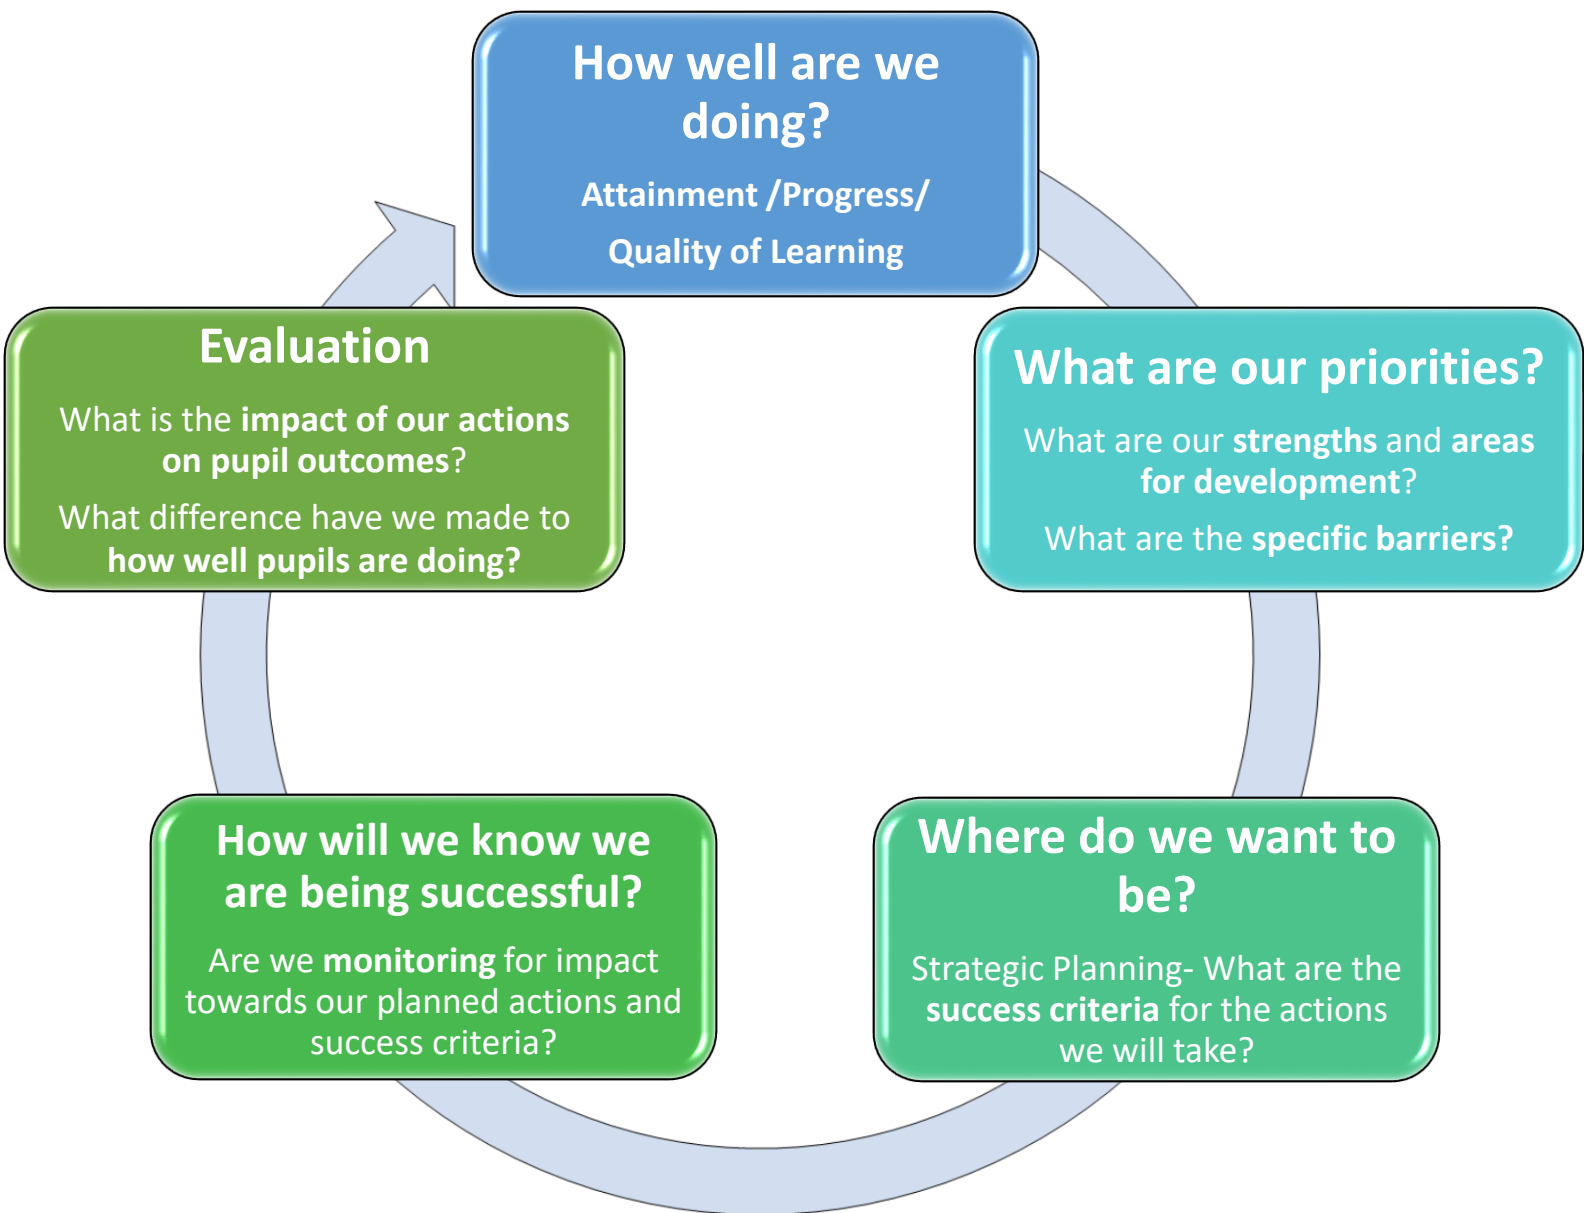 How well are we
doing?
Attainment /Progress/
Quality of Learning
What are our priorities?
What are our strengths and areas
for development?
What are the specific barriers?
Where do we want to
be?
Strategic Planning- What are the
success criteria for the actions
we will take?
How will we know we
are being successful?
Are we monitoring for impact
towards our planned actions and
success criteria?
Evaluation
What is the impact of our actions
on pupil outcomes?
What difference have we made to
how well pupils are doing?